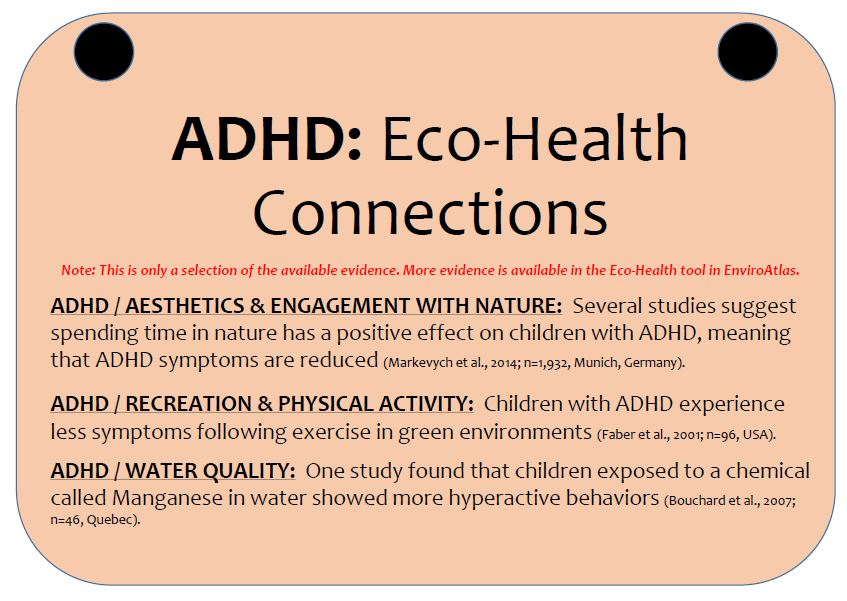 ADHD: Eco-Health
Connections
Note: This is only a selection of the available evidence. More evidence is available in the Eco-Health tool in EnviroAtlas.
ADHD / AESTHETICS & ENGAGEMENT WITH NATURE: Several studies suggest
spending time in nature has a positive effect on children with ADHD, meaning
that ADHD symptoms are reduced (Markevych et al., 2014; n=1,932, Munich, Germany).
ADHD / RECREATION & PHYSICAL ACTIVITY: Children with ADHD experience
less symptoms following exercise in green environments (Faber et al., 2001; n=96, USA).
ADHD / WATER QUALITY: One study found that children exposed to a chemical
called Manganese in water showed more hyperactive behaviors (Bouchard et al., 2007;
n=46, Quebec).